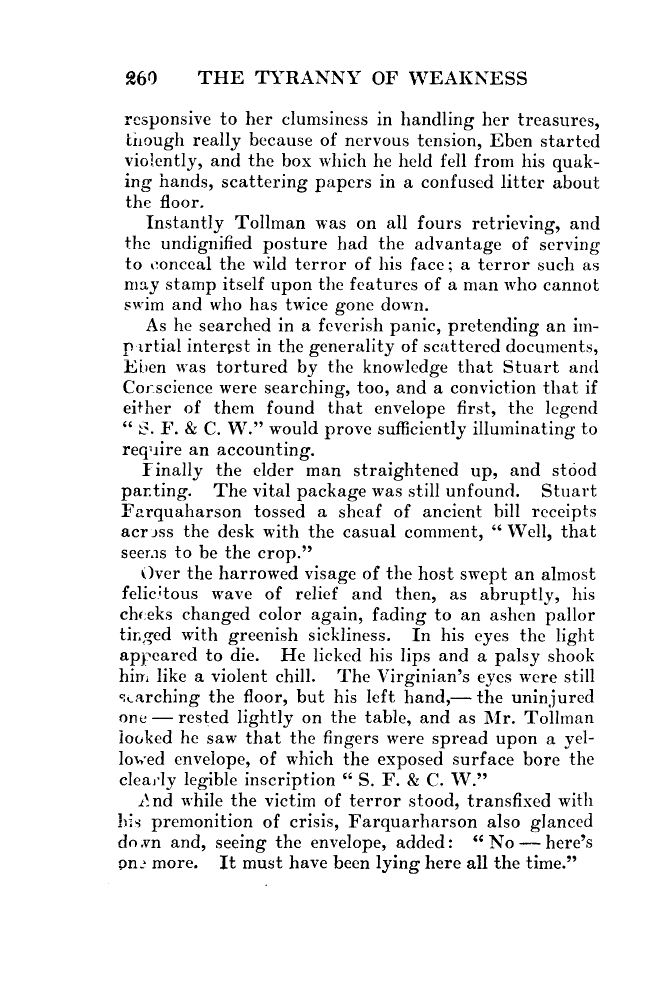 260 THE TYRANNY OF WEAKNESS
responsive to her clumsiness in handling her treasures,
though really because of nervous tension, Eben started
violently, and the box which he held fell from his quak-
ing hands, scattering papers in a confused litter about
the floor.
Instantly Tollman was on all fours retrieving, and
the undignified posture had the advantage of serving
to conceal the wild terror of his face; a terror such as
may stamp itself upon the features of a man who cannot
swim and who has twice gone down.
As he searched in a feverish panic, pretending an im-
partial interest in the generality of scattered documents,
Eben was tortured by the knowledge that Stuart and
Conscience were searching, too, and a conviction that if
either of them found that envelope first, the legend
“ S. F. & C. W.” would prove sufficiently illuminating to
require an accounting.
Finally the elder man straightened up, and stood
panting. The vital package was still unfound. Stuart
Farquaharson tossed a sheaf of ancient bill receipts
across the desk with the casual comment, “ Well, that
seems to be the crop.”
Over the harrowed visage of the host swept an almost
felicitous wave of relief and then, as abruptly, his
cheeks changed color again, fading to an ashen pallor
tinged with greenish sickliness. In his eyes the light
appeared to die. He licked his lips and a palsy shook
him like a violent chill. The Virginian’s eyes were still
searching the floor, but his left hand,— the uninjured
one — rested lightly on the table, and as Mr. Tollman
looked he saw that the fingers were spread upon a yel-
lowed envelope, of which the exposed surface bore the
clearly legible inscription “ S. F. & C. W.”
And while the victim of terror stood, transfixed with
his premonition of crisis, Farquarharson also glanced
down and, seeing the envelope, added: “ No — here’s
one more. It must have been lying here all the time.”